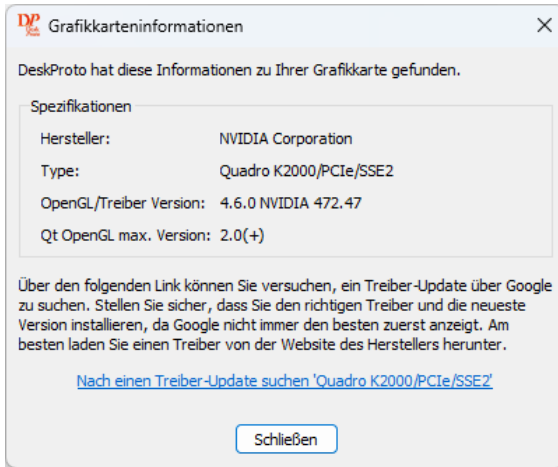 DP
Desk
Proto
Grafikkarteninformationen
DeskProto hat diese Informationen zu Ihrer Grafikkarte gefunden.
Spezifikationen
Hersteller: NVIDIA Corporation
Type: Quadro K2000/PCIe/SSE2
OpenGL/Treiber Version: 4.6.0 NVIDIA 472.47
Qt OpenGL max. Version: 2.0(+)
Über den folgenden Link können Sie versuchen, ein Treiber-Update über Google
zu suchen. Stellen Sie sicher, dass Sie den richtigen Treiber und die neueste
Version installieren, da Google nicht immer den besten zuerst anzeigt. Am
besten laden Sie einen Treiber von der Website des Herstellers herunter.
Nach einen Treiber-Update suchen 'Quadro K2000/PCIe/SSE2'
Schließen